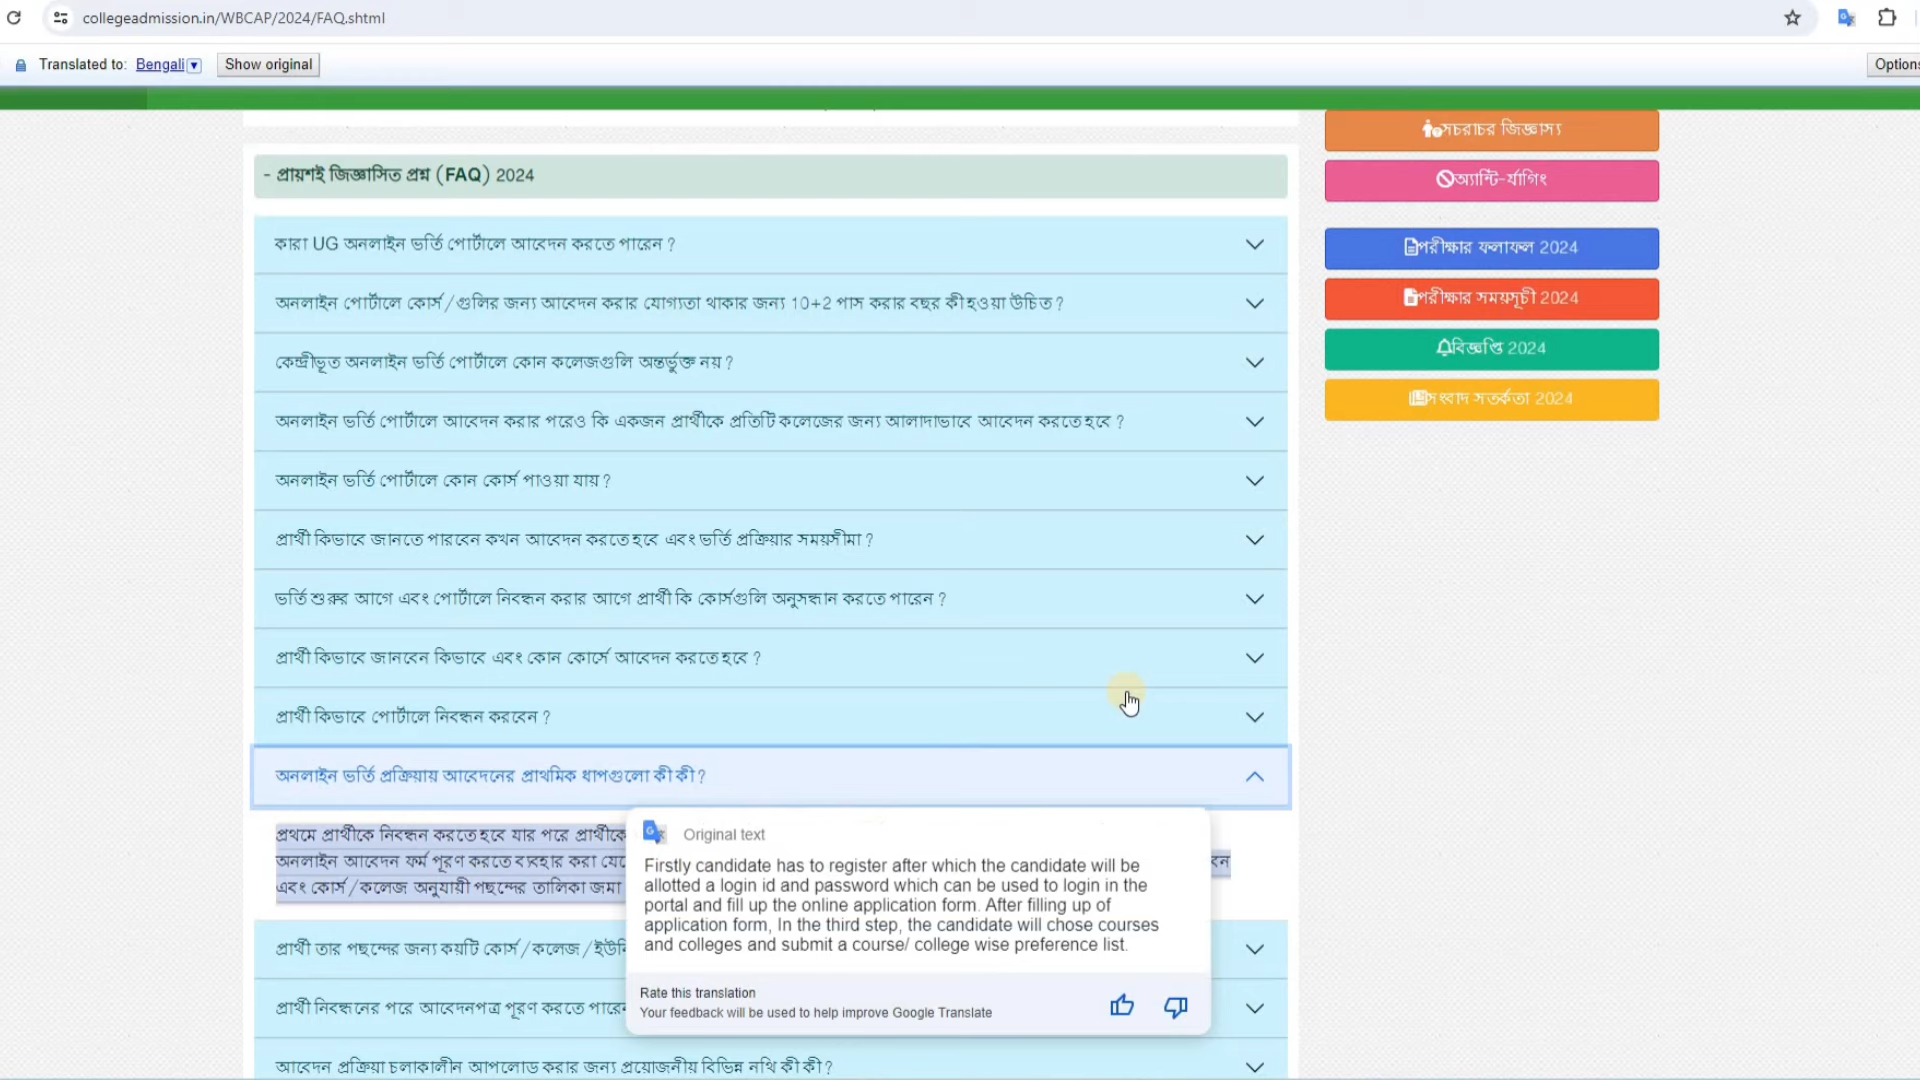 collegeadmission.in/WBCAP/2024/FAQ.shtml
Translated to: Bengali Show original
Options
- প্রায়শই জিজ্ঞাসিত প্রশ্ন (FAQ) 2024
কারা UG অনলাইন ভর্তি পোর্টালে আবেদন করতে পারেন ?
অনলাইন পোর্টালে কোর্স/গুলির জন্য আবেদন করার যোগ্যতা থাকার জন্য 10+2 পাস করার বছর কী হওয়া উচিত ?
কেন্দ্রীভূত অনলাইন ভর্তি পোর্টালে কোন কলেজগুলি অন্তর্ভুক্ত নয় ?
অনলাইন ভর্তি পোর্টালে আবেদন করার পরেও কি একজন প্রার্থীকে প্রতিটি কলেজের জন্য আলাদাভাবে আবেদন করতে হবে ?
অনলাইন ভর্তি পোর্টালে কোন কোর্স পাওয়া যায় ?
প্রার্থী কিভাবে জানতে পারবেন কখন আবেদন করতে হবে এবং ভর্তি প্রক্রিয়ার সময়সীমা ?
ভর্তি শুরুর আগে এবং পোর্টালে নিবন্ধন করার আগে প্রার্থী কি কোর্সগুলি অনুসন্ধান করতে পারেন ?
প্রার্থী কিভাবে জানবেন কিভাবে এবং কোন কোর্সে আবেদন করতে হবে ?
প্রার্থী কিভাবে পোর্টালে নিবন্ধন করবেন ?
অনলাইন ভর্তি প্রক্রিয়ায় আবেদনের প্রাথমিক ধাপগুলো কী কী?
প্রথমে প্রার্থীকে নিবন্ধন করতে হবে যার পরে প্রার্থীকে
অনলাইন আবেদন ফর্ম পূরণ করতে ব্যবহার করা যেতে
এবং কোর্স/কলেজ অনুযায়ী পছন্দের তালিকা জমা
Original text
Firstly candidate has to register after which the candidate will be
allotted a login id and password which can be used to login in the
portal and fill up the online application form. After filling up of
application form, In the third step, the candidate will chose courses
and colleges and submit a course/ college wise preference list.
Rate this translation
Your feedback will be used to help improve Google Translate
প্রার্থী তার পছন্দের জন্য কয়টি কোর্স/কলেজ/
প্রার্থী নিবন্ধনের পরে আবেদনপত্র পূরণ করতে
আবেদন প্রক্রিয়া চলাকালীন আপলোড করার জন্য প্রয়োজনীয় বিভিন্ন নথি কী কী?
সচরাচর জিজ্ঞাস্য
অ্যান্টি-র্যাগিং
পরীক্ষার ফলাফল 2024
পরীক্ষার সময়সূচী 2024
বিজ্ঞপ্তি 2024
সংবাদ সতর্কতা 2024